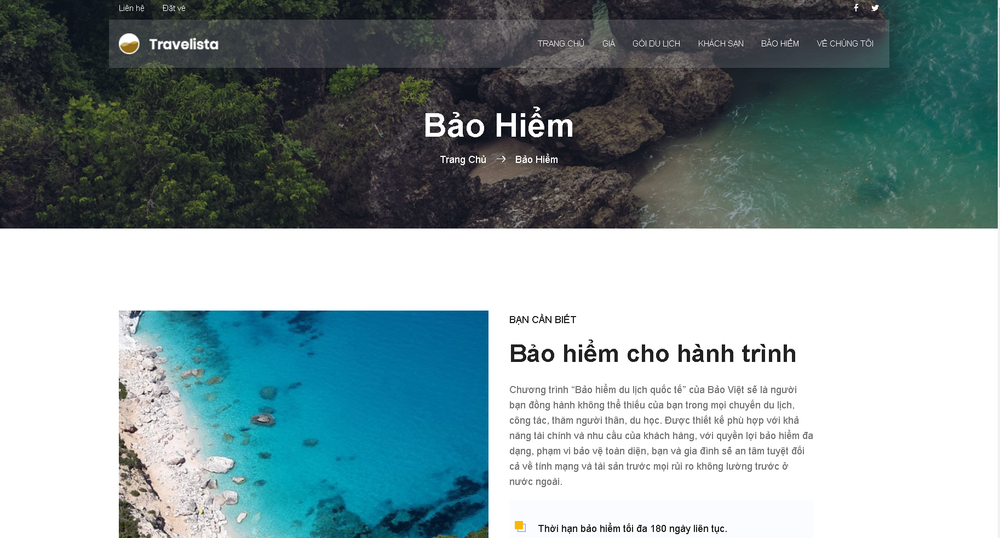 Liên hệ Đặt vé
Travelista
TRANG CHỦ GIÁ GÓI DU LỊCH KHÁCH SẠN BẢO HIỂM VỀ CHÚNG TÔI
Bảo Hiểm
Trang Chủ → Bảo Hiểm
BẠN CẦN BIẾT
Bảo hiểm cho hành trình
Chương trình “Bảo hiểm du lịch quốc tế” của Bảo Việt sẽ là người
bạn đồng hành không thể thiếu của bạn trong mọi chuyến du lịch,
công tác, thăm người thân, du học. Được thiết kế phù hợp với khả
năng tài chính và nhu cầu của khách hàng, với quyền lợi bảo hiểm đa
dạng, phạm vi bảo vệ toàn diện, bạn và gia đình sẽ an tâm tuyệt đối
cả về tính mạng và tài sản trước mọi rủi ro không lường trước ở
nước ngoài.
Thời hạn bảo hiểm tối đa 180 ngày liên tục.